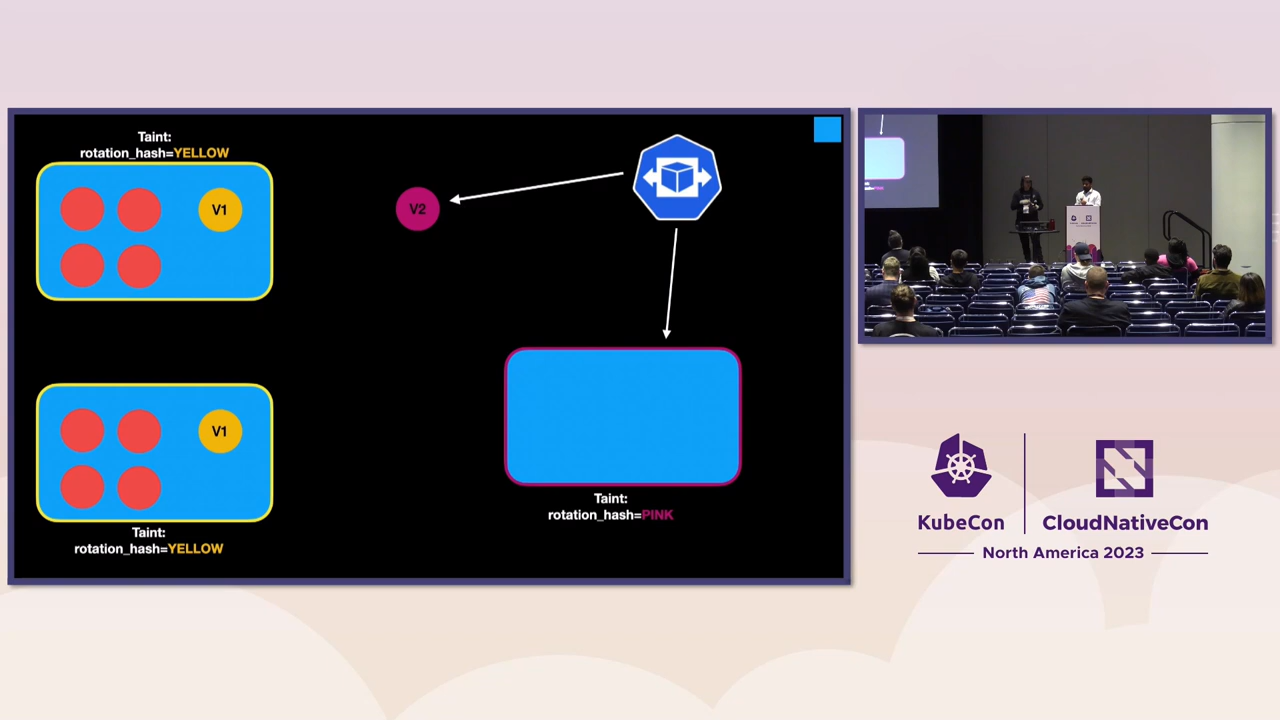 Taint:
rotation_hash=YELLOW
V1
V2
V1
Taint:
rotation_hash=PINK
Taint:
rotation_hash=YELLOW
KubeCon
CloudNativeCon
North America 2023